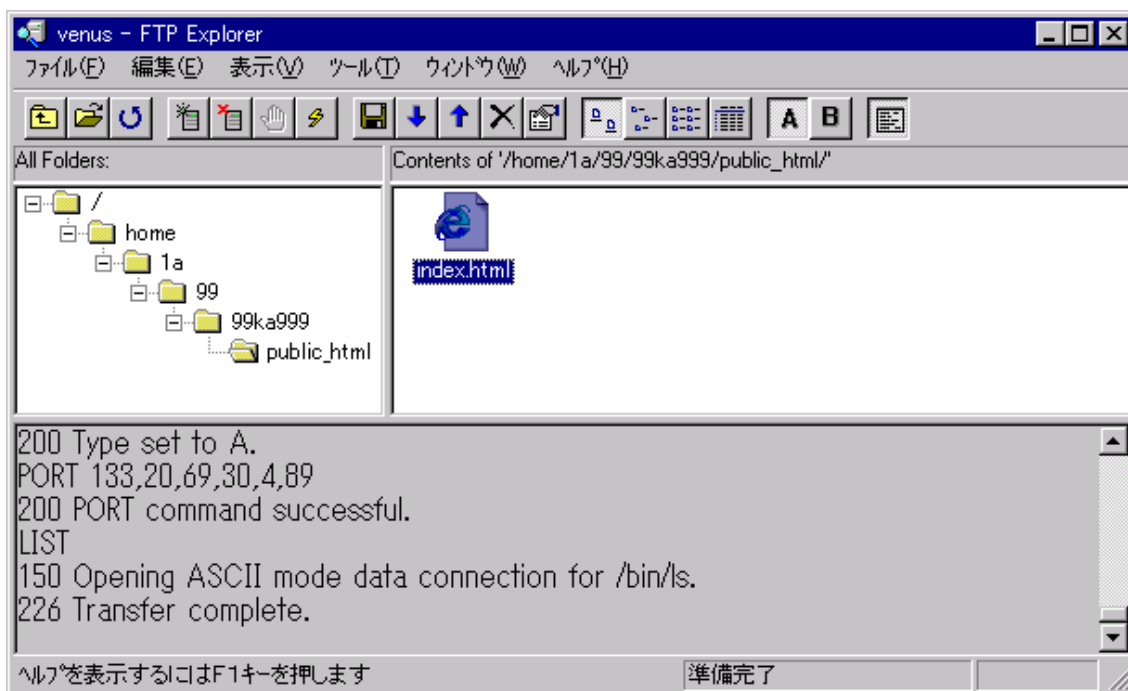 venus - FTP Explorer
ﾌｧｲﾙ(F) 編集(E) 表示(V) ﾂｰﾙ(T) ｳｨﾝﾄﾞｳ(W) ﾍﾙﾌﾟ(H)
A B
All Folders:
Contents of '/home/1a/99/99ka999/public_html/'
/
home
1a
99
99ka999
public_html
index.html
200 Type set to A.
PORT 133,20,69,30,4,89
200 PORT command successful.
LIST
150 Opening ASCII mode data connection for /bin/ls.
226 Transfer complete.
ﾍﾙﾌﾟを表示するにはF1ｷｰを押します
準備完了